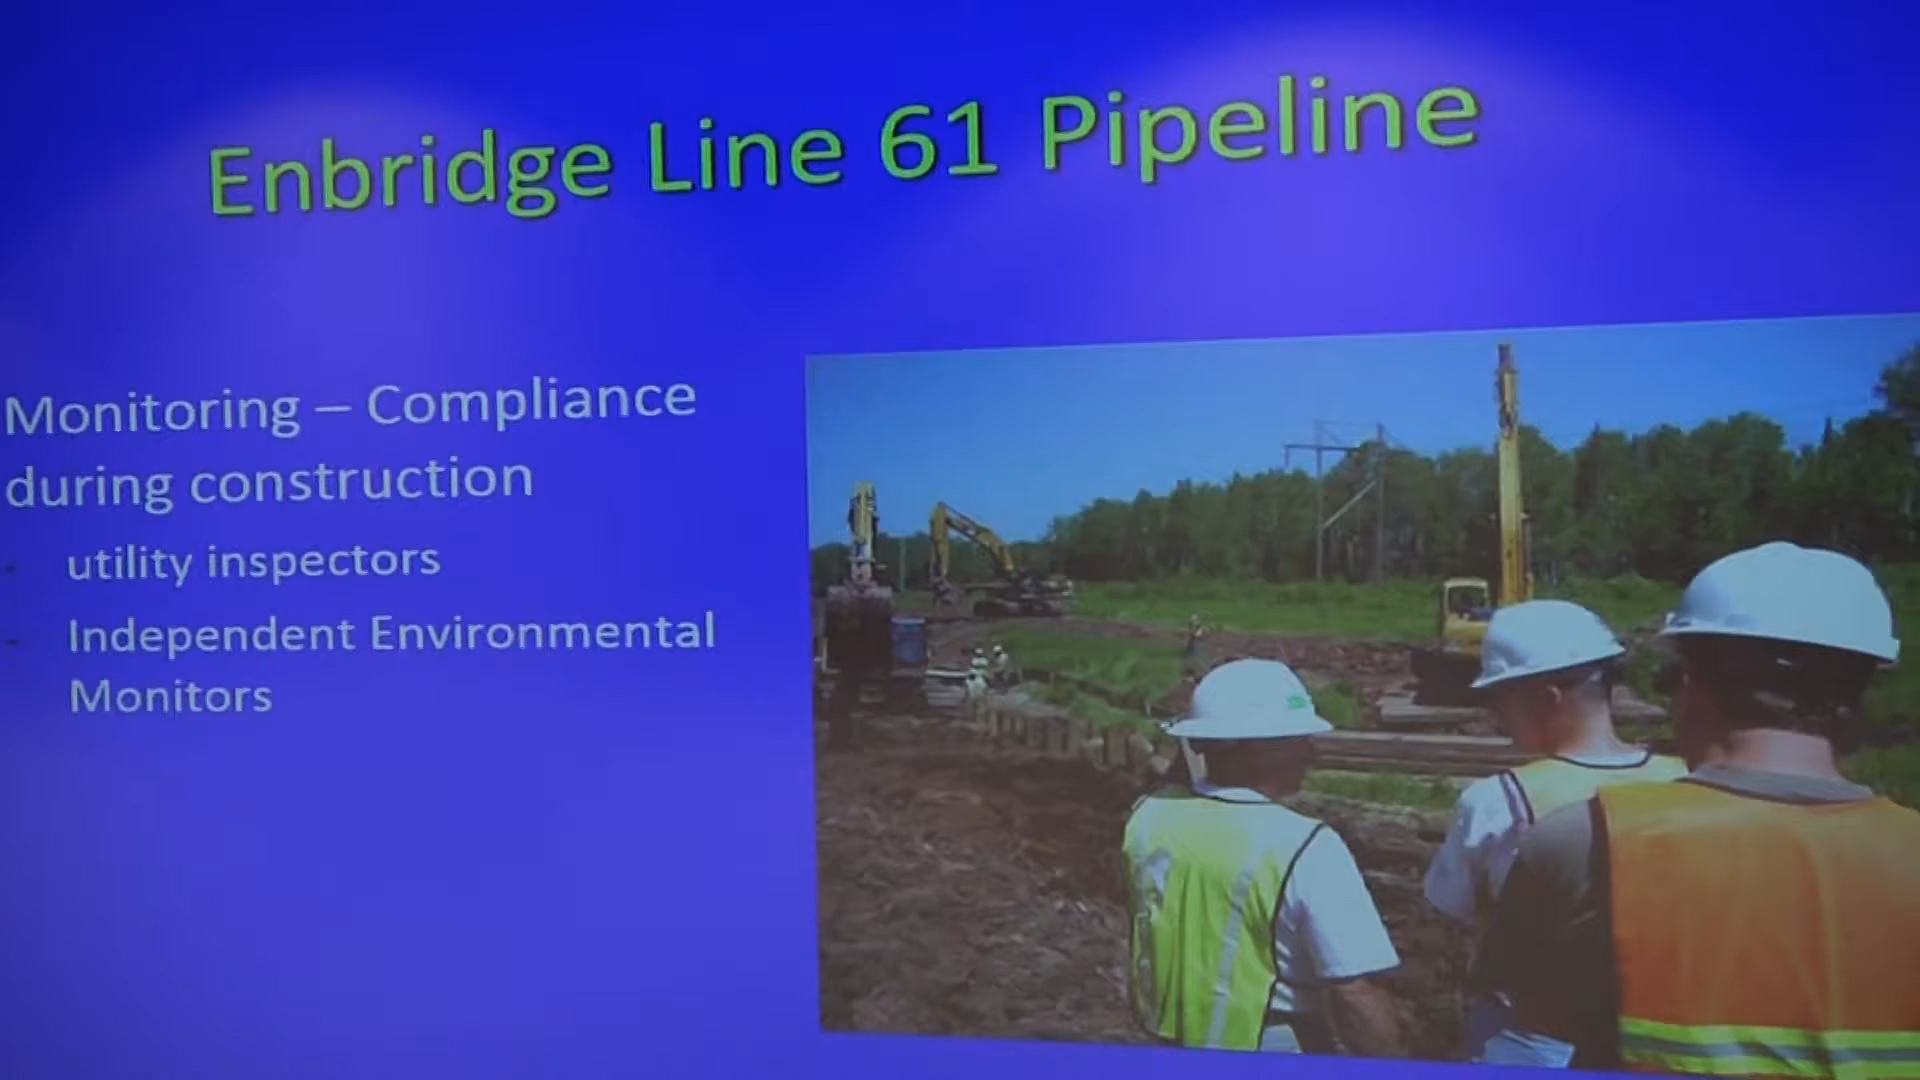 Enbridge Line 61 Pipeline
Monitoring – Compliance
during construction
- utility inspectors
- Independent Environmental
Monitors